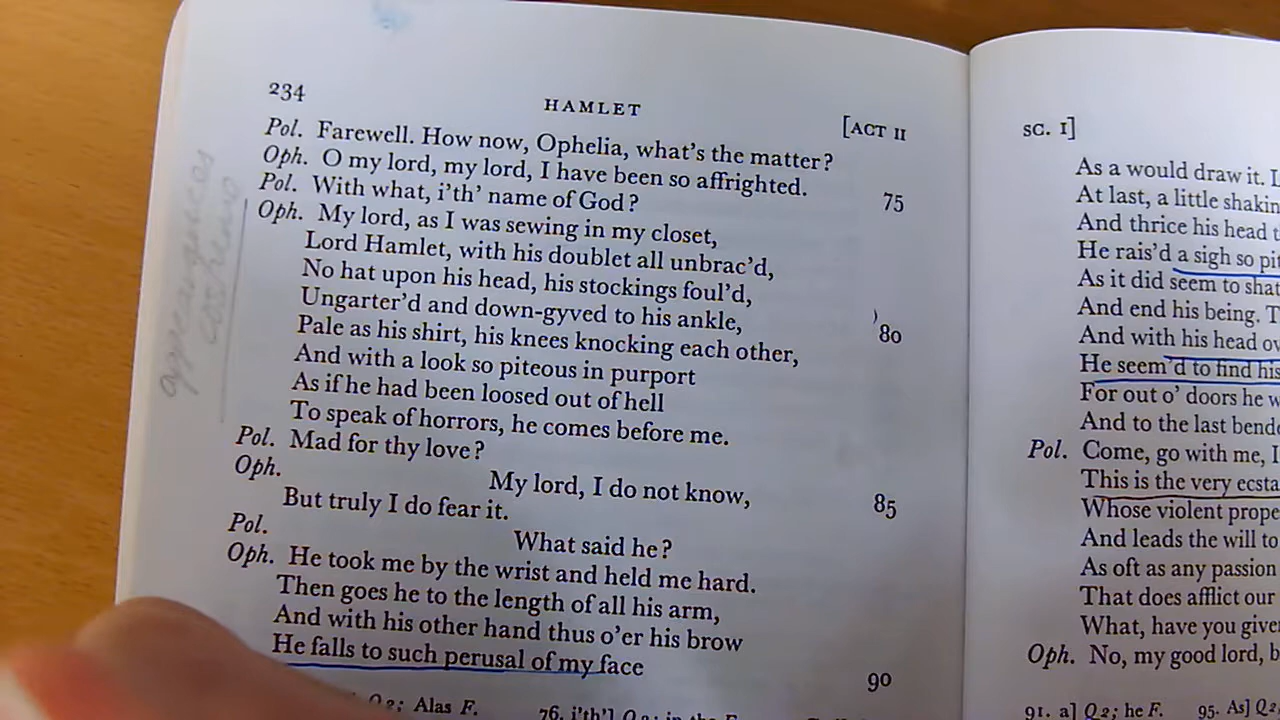 234
HAMLET
[ACT II
Pol. Farewell. How now, Ophelia, what's the matter?
Oph. O my lord, my lord, I have been so affrighted.
Pol. With what, i'th' name of God? 75
Oph. My lord, as I was sewing in my closet,
Lord Hamlet, with his doublet all unbrac'd,
No hat upon his head, his stockings foul'd,
Ungarter'd and down-gyved to his ankle,
Pale as his shirt, his knees knocking each other, 80
And with a look so piteous in purport
As if he had been loosed out of hell
To speak of horrors, he comes before me.
Pol. Mad for thy love?
Oph. My lord, I do not know, 85
But truly I do fear it.
Pol. What said he?
Oph. He took me by the wrist and held me hard.
Then goes he to the length of all his arm,
And with his other hand thus o'er his brow
He falls to such perusal of my face 90
Q2; Alas F. 76. i'th'] Q2; in the F.
SC. I]
As a would draw it.
At last, a little
And thrice his head
He rais'd a sigh so
As it did seem to
And end his being.
And with his head
He seem'd to find his
For out o' doors he
And to the last
Pol. Come, go with me, I
This is the very
Whose violent
And leads the will to
As oft as any passion
That does afflict our
What, have you
Oph. No, my good lord,
91. a] Q2; he F. 95. As] Q2